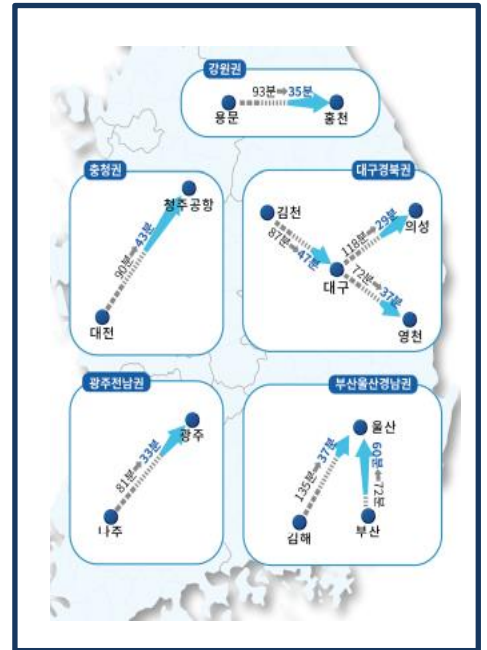 강원권
93분➡35분
용문
홍천
충청권
청주공항
90분➡43분
대전
대구경북권
김천
87분➡47분
118분➡29분
의성
대구
72분➡37분
영천
광주전남권
광주
81분➡33분
나주
부산울산경남권
울산
135분➡37분
72분➡60분
김해
부산